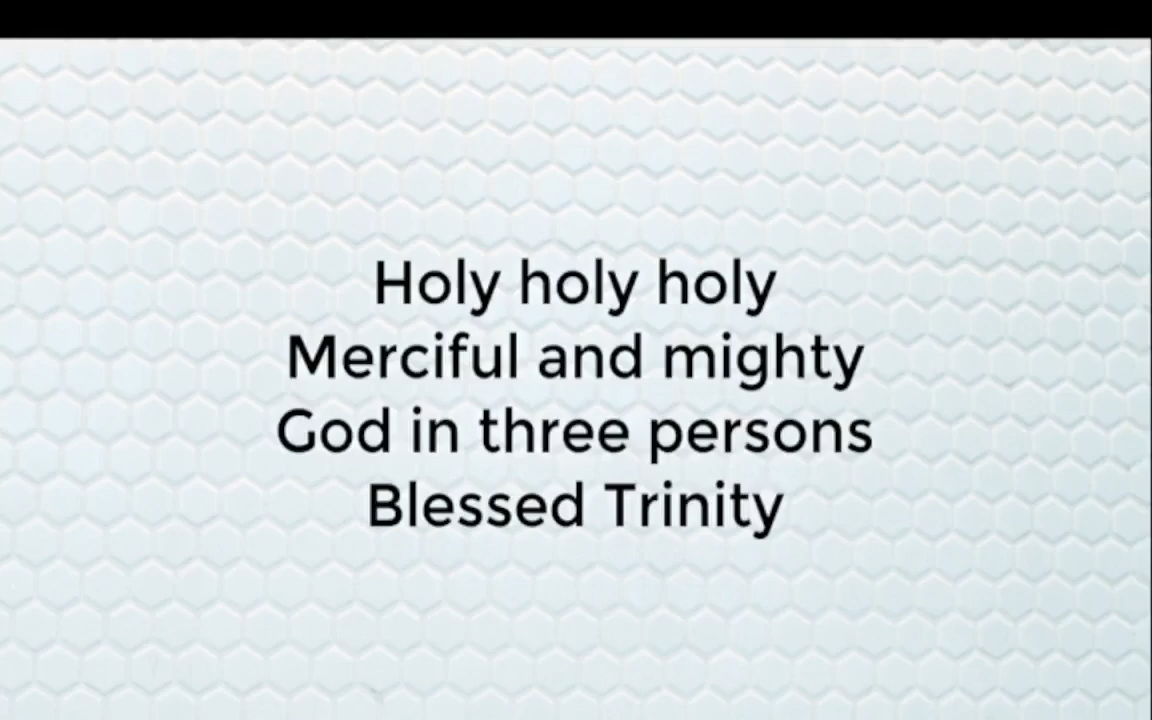 Holy holy holy
Merciful and mighty
God in three persons
Blessed Trinity